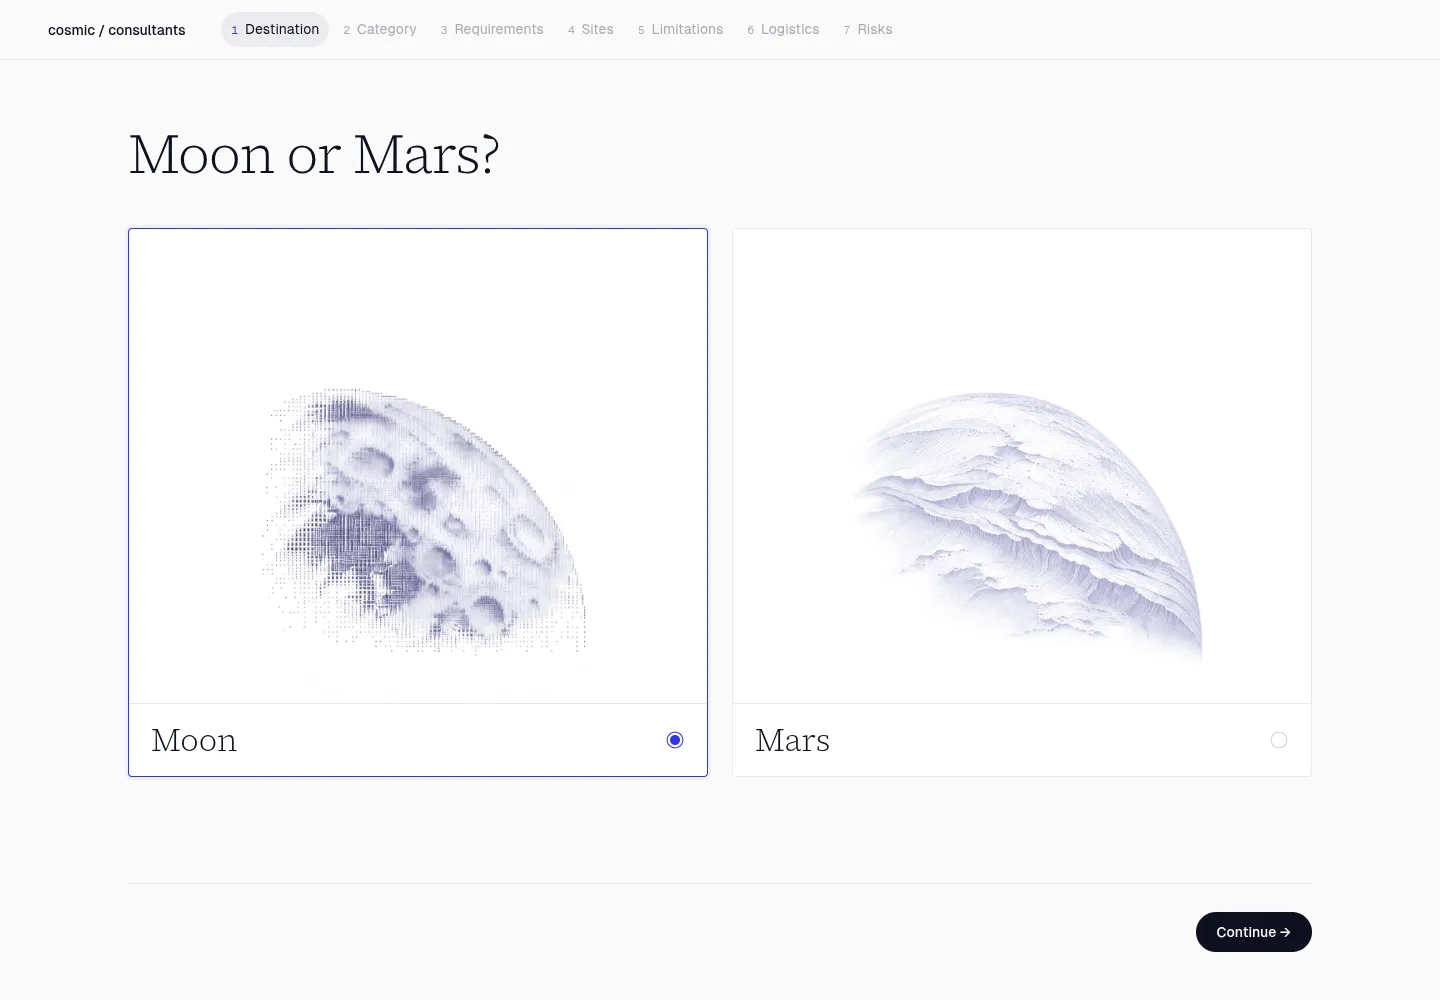 cosmic / consultants
1 Destination
2 Category
3 Requirements
4 Sites
5 Limitations
6 Logistics
7 Risks
Moon or Mars?
Moon
Mars
Continue →